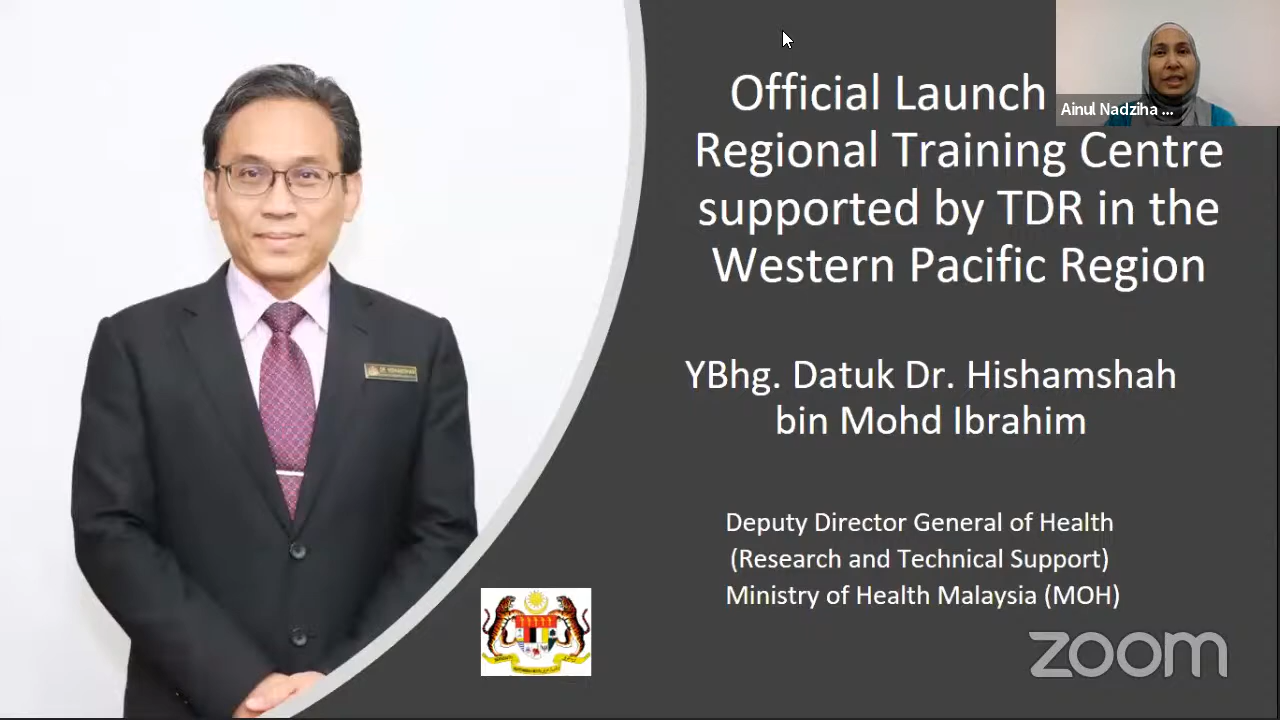 Official Launch
Regional Training Centre
supported by TDR in the
Western Pacific Region
Ainul Nadziha ...
YBhg. Datuk Dr. Hishamshah
bin Mohd Ibrahim
Deputy Director General of Health
(Research and Technical Support)
Ministry of Health Malaysia (MOH)
zoom